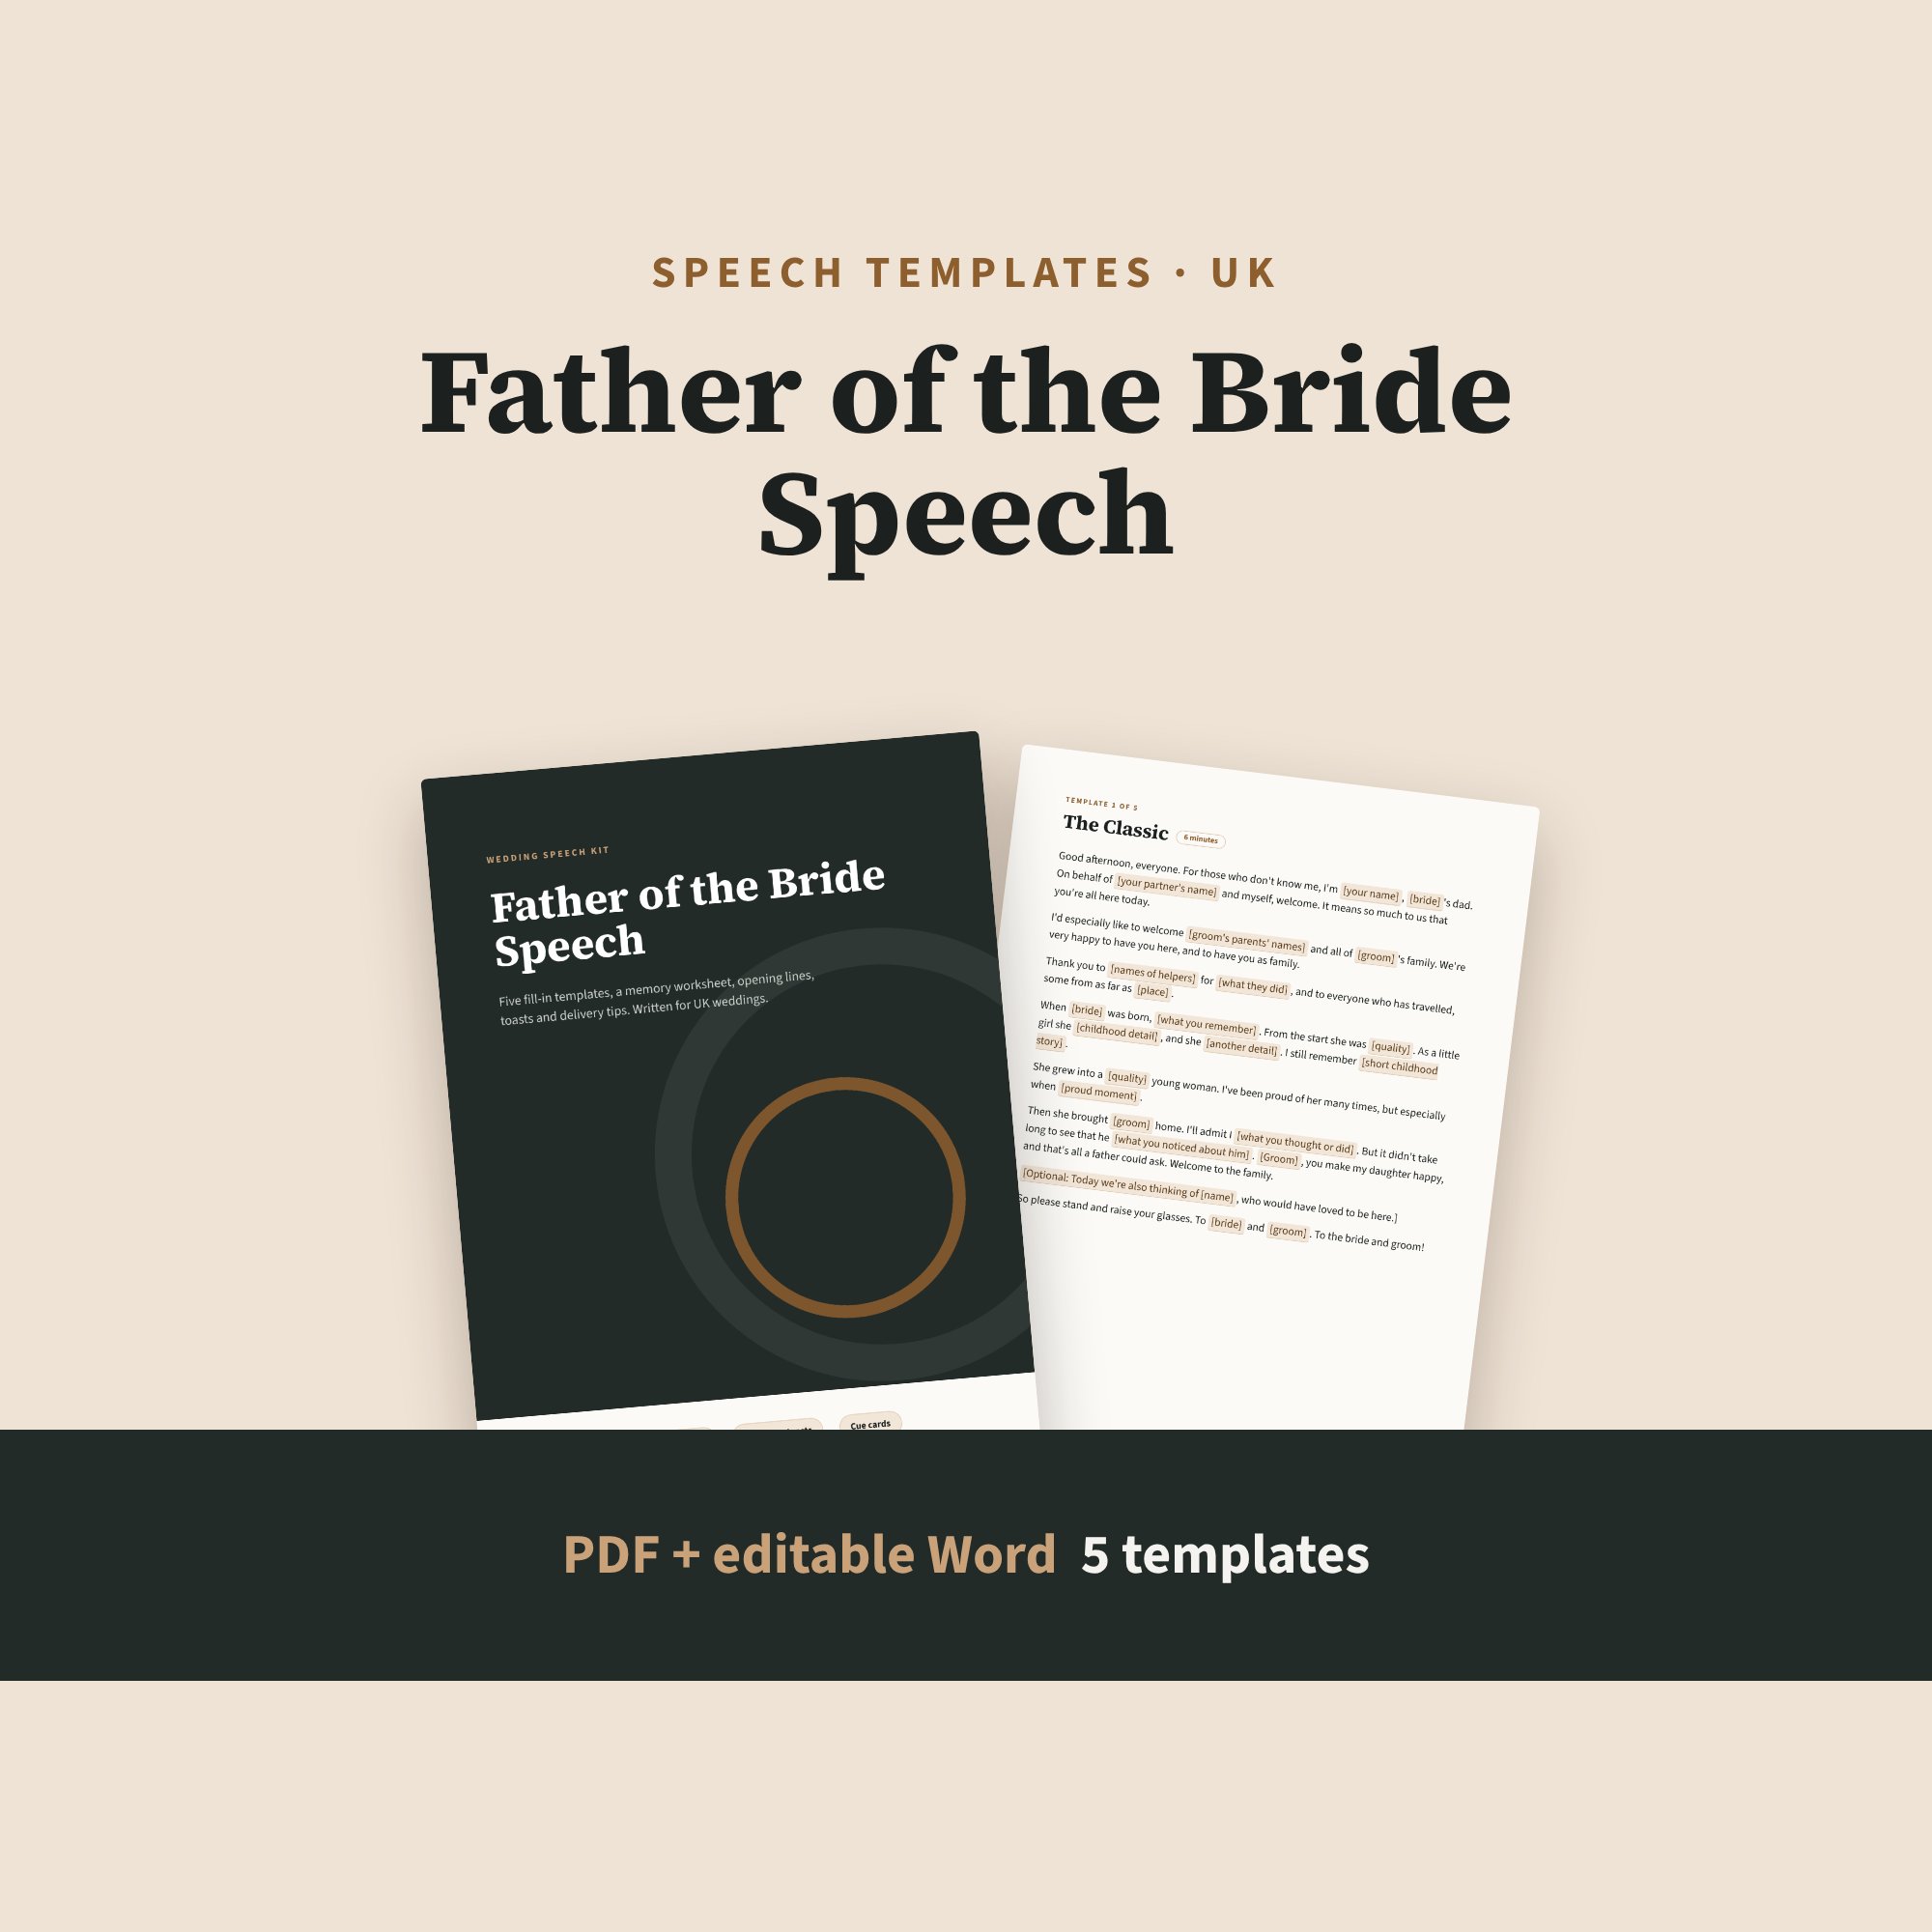 SPEECH TEMPLATES · UK
Father of the Bride
Speech
WEDDING SPEECH KIT
Father of the Bride
Speech
Five fill-in templates, a memory worksheet, opening lines,
toasts and delivery tips. Written for UK weddings.
Cue cards
TEMPLATE 1 OF 5
The Classic 6 minutes
Good afternoon, everyone. For those who don't know me, I'm [your name], [bride]'s dad.
On behalf of [your partner's name] and myself, welcome. It means so much to us that
you're all here today.
I'd especially like to welcome [groom's parents' names] and all of [groom]'s family. We're
very happy to have you here, and to have you as family.
Thank you to [names of helpers] for [what they did], and to everyone who has travelled,
some from as far as [place].
When [bride] was born, [what you remember]. From the start she was [quality]. As a little
girl she [childhood detail], and she [another detail]. I still remember [short childhood
story].
She grew into a [quality] young woman. I've been proud of her many times, but especially
when [proud moment].
Then she brought [groom] home. I'll admit I [what you thought or did]. But it didn't take
long to see that he [what you noticed about him]. [Groom], you make my daughter happy,
and that's all a father could ask. Welcome to the family.
[Optional: Today we're also thinking of [name], who would have loved to be here.]
So please stand and raise your glasses. To [bride] and [groom]. To the bride and groom!
PDF + editable Word 5 templates